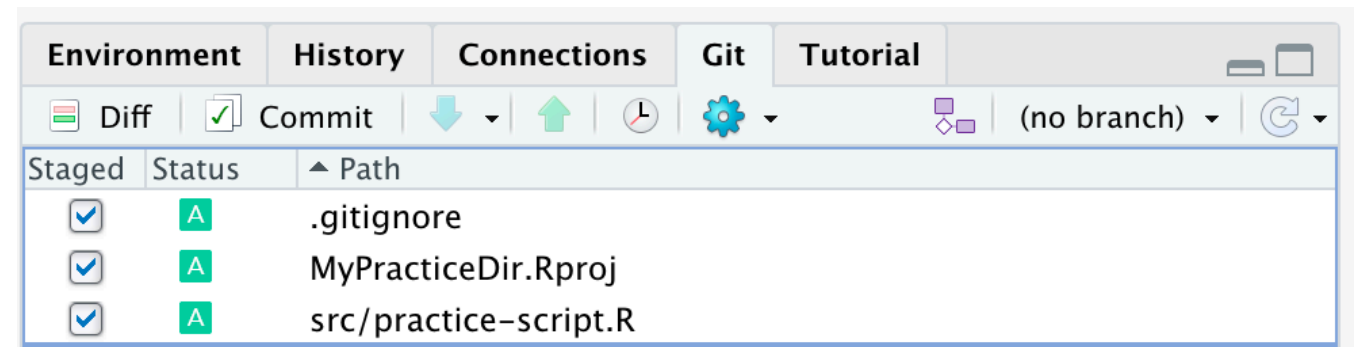 Environment History Connections Git Tutorial
Diff Commit (no branch)
Staged Status Path
A .gitignore
A MyPracticeDir.Rproj
A src/practice-script.R